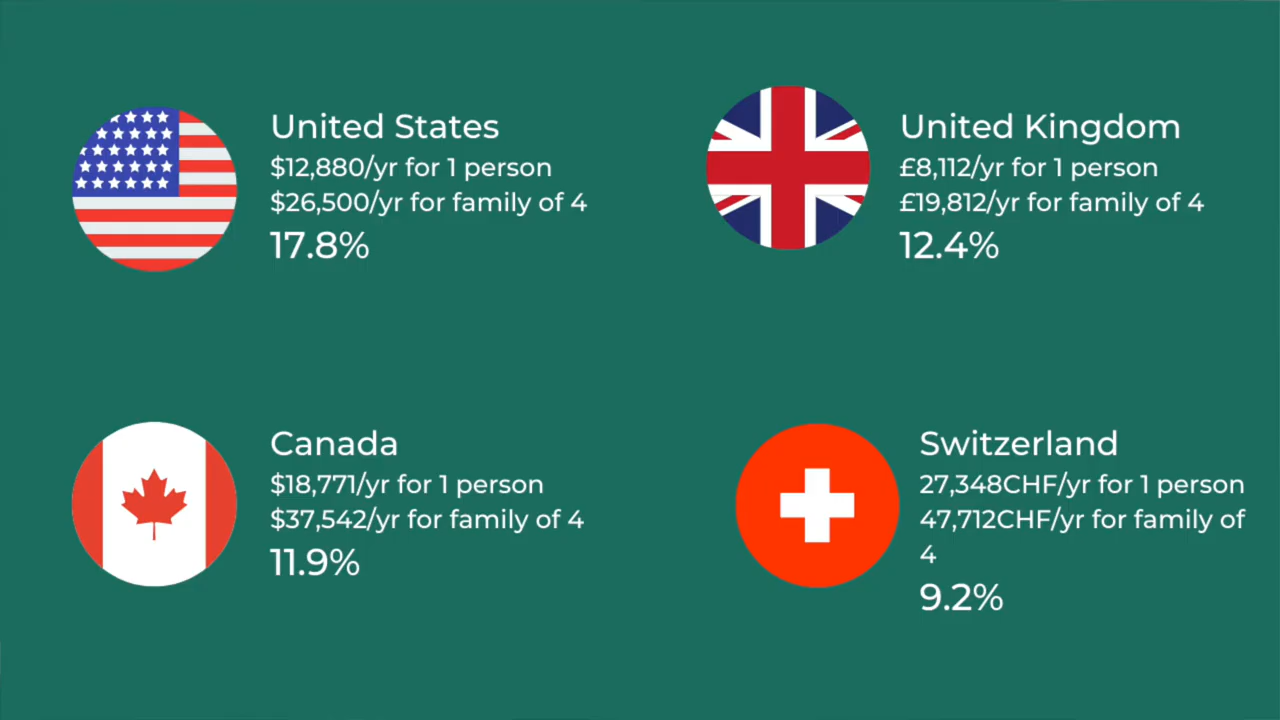 United States
$12,880/yr for 1 person
$26,500/yr for family of 4
17.8%
United Kingdom
£8,112/yr for 1 person
£19,812/yr for family of 4
12.4%
Canada
$18,771/yr for 1 person
$37,542/yr for family of 4
11.9%
Switzerland
27,348CHF/yr for 1 person
47,712CHF/yr for family of
4
9.2%